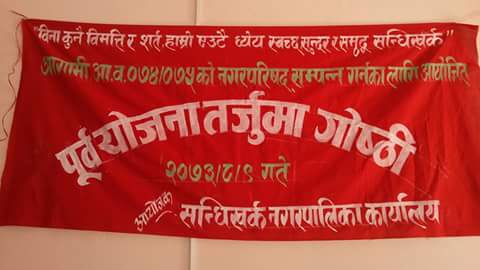 "विना कुनै विमत्ति र शर्त, हाम्रो एउटै ध्येय स्वच्छ सुन्दर र समृद्ध सन्धिखर्क"
आगामी आ.व.०७४/०७५ को नगरपरिषद् सम्पन्न गर्नका लागि आयोजित
पूर्व योजना तर्जुमा गोष्ठी
२०७३/८/९ गते
आयोजक
सन्धिखर्क नगरपालिका कार्यालय